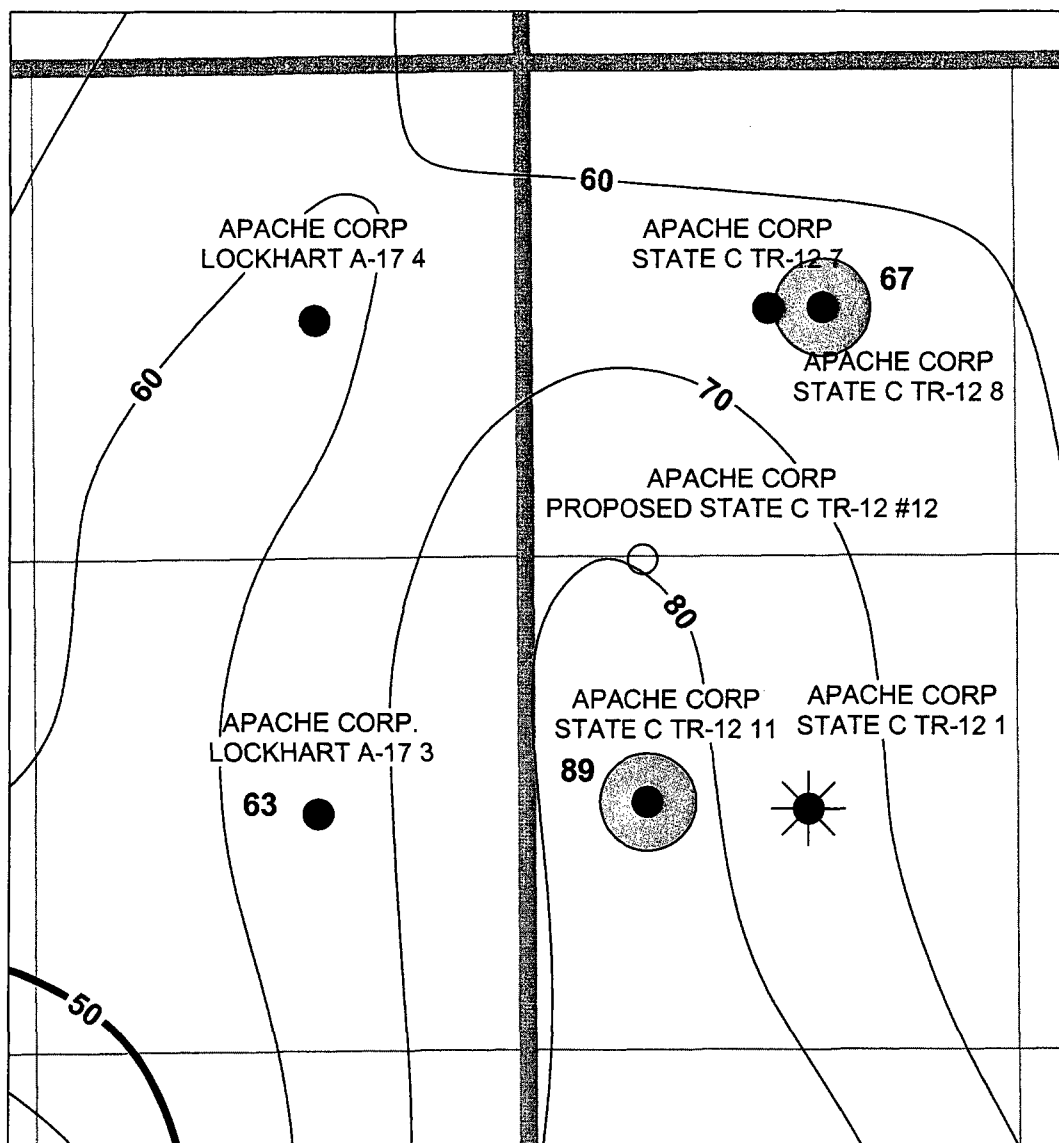 60
APACHE CORP
LOCKHART A-17 4
APACHE CORP
STATE C TR-12 7
67
APACHE CORP
STATE C TR-12 8
60
70
APACHE CORP
PROPOSED STATE C TR-12 #12
80
APACHE CORP
STATE C TR-12 11
APACHE CORP
STATE C TR-12 1
APACHE CORP.
LOCKHART A-17 3
89
63
50